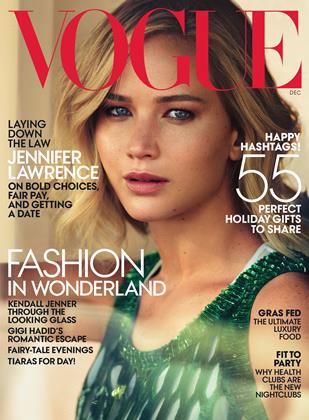 VOGUE
DEC
LAYING
DOWN
THE LAW
JENNIFER
LAWRENCE
ON BOLD CHOICES,
FAIR PAY,
AND GETTING
A DATE
HAPPY
HASHTAGS!
55
PERFECT
HOLIDAY GIFTS
TO SHARE
FASHION
IN WONDERLAND
KENDALL JENNER
THROUGH THE
LOOKING GLASS
GIGI HADID'S
ROMANTIC ESCAPE
FAIRY-TALE EVENINGS
TIARAS FOR DAY!
GRAS FED
THE ULTIMATE
LUXURY
FOOD
FIT TO
PARTY
WHY HEALTH
CLUBS ARE
THE NEW
NIGHTCLUBS